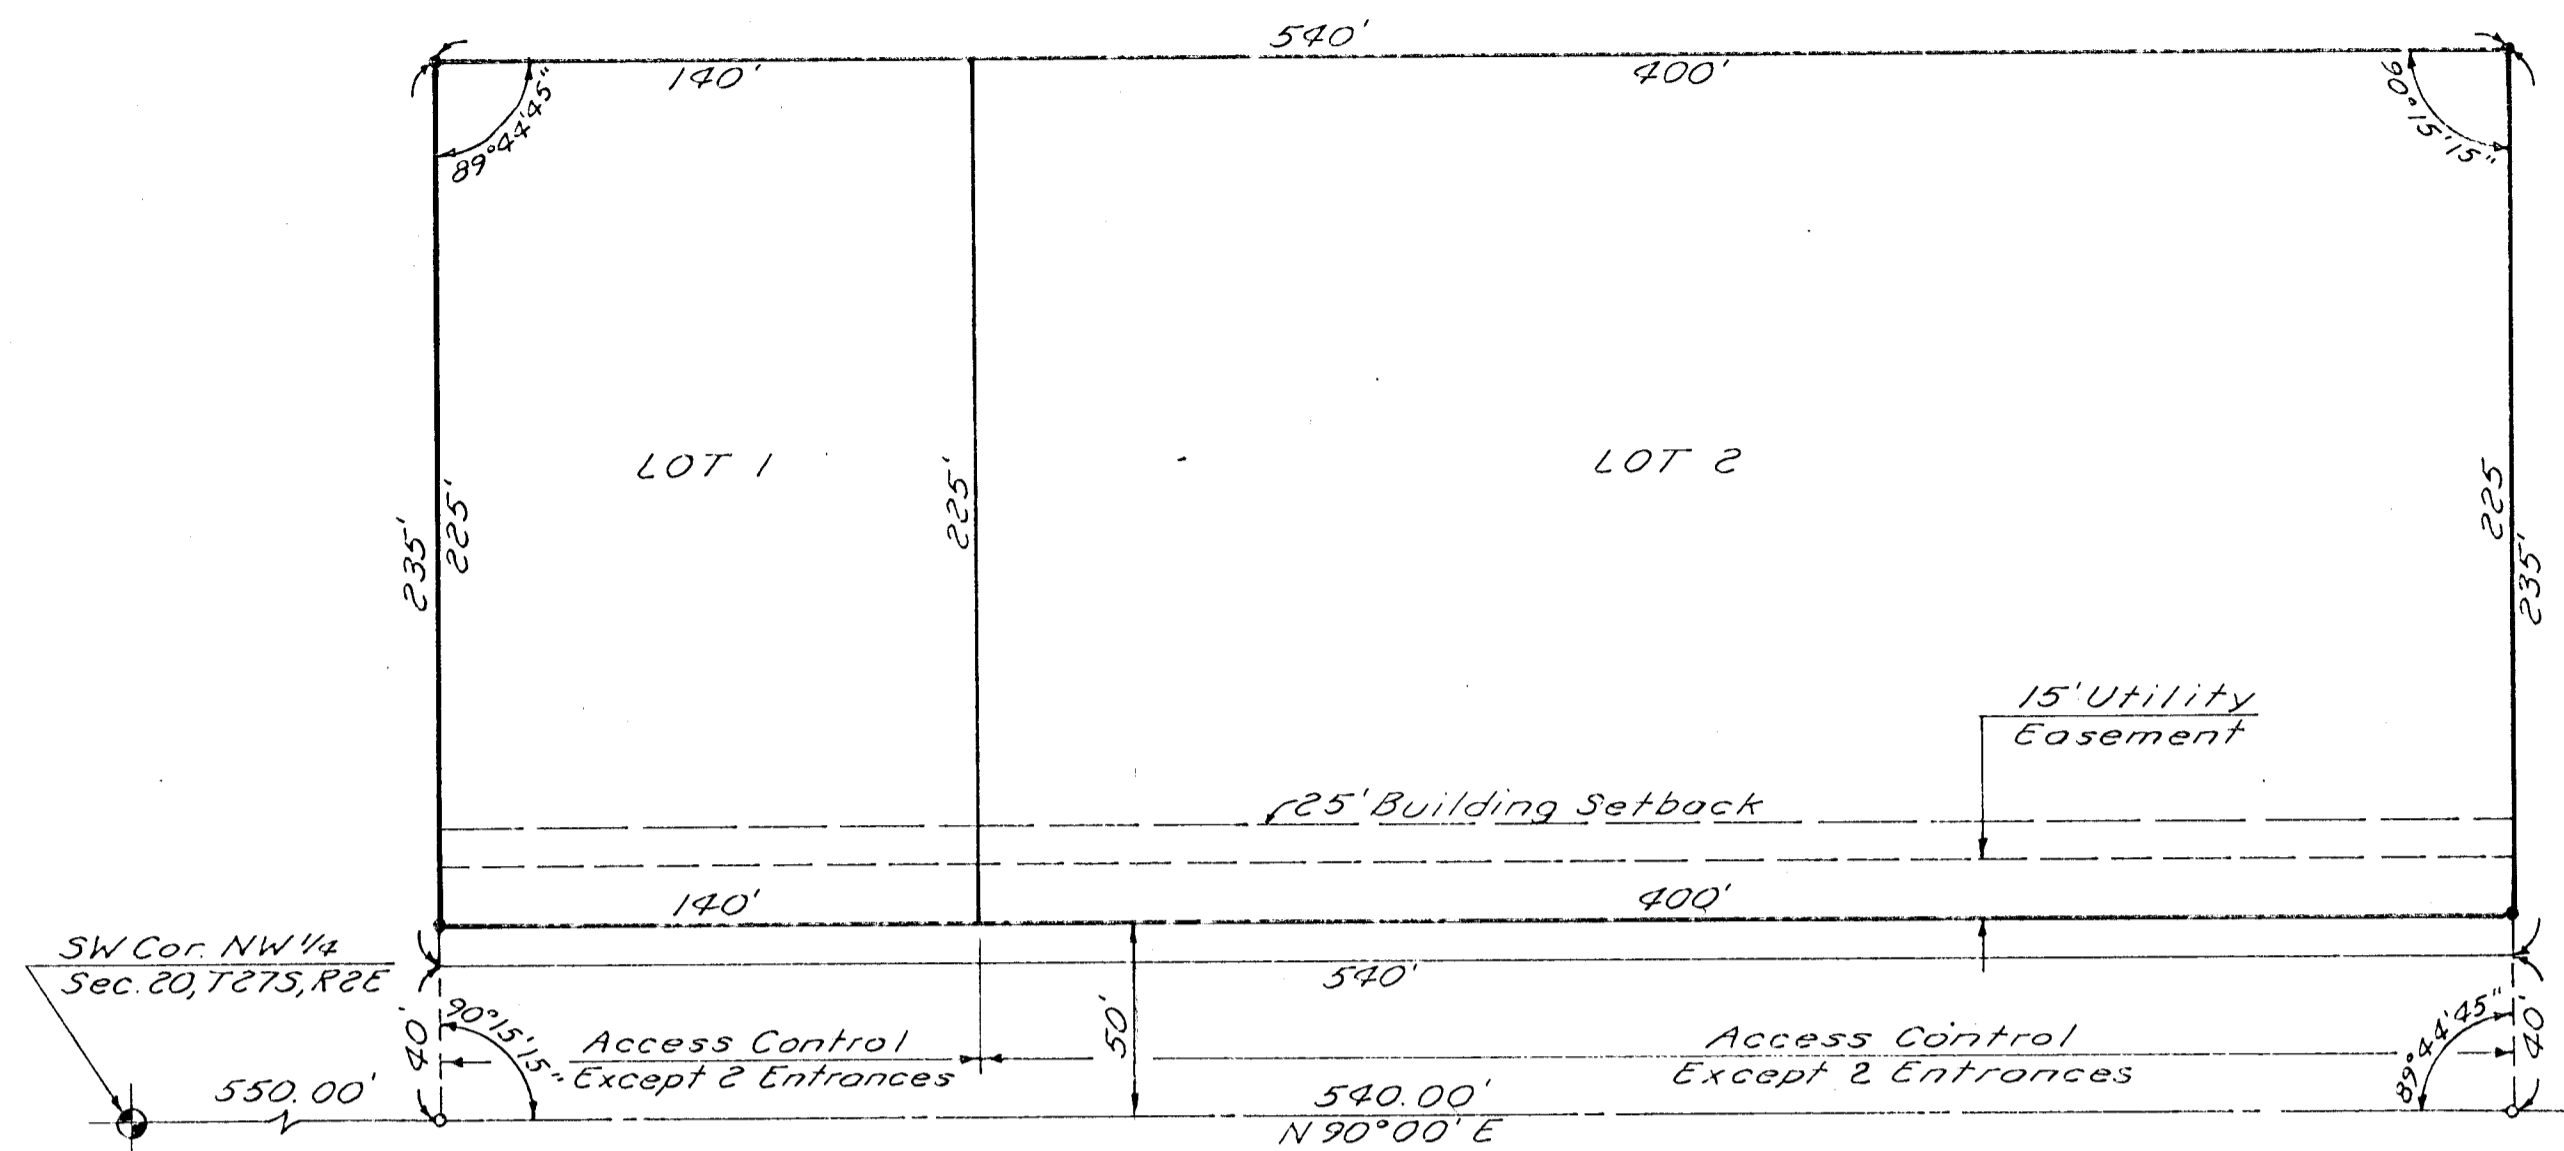 540'
140'
400'
89°44'45"
90°15'15"
LOT 1
LOT 2
235'
225'
225'
225
235'
15' Utility
Easement
25' Building Setback
140'
400'
SW Cor. NW 1/4
Sec. 20, T27S, R2E
540'
40'
90°15'15"
Access Control
Except 2 Entrances
50'
Access Control
Except 2 Entrances
89°44'45"
40'
550.00'
540.00'
N 90°00' E